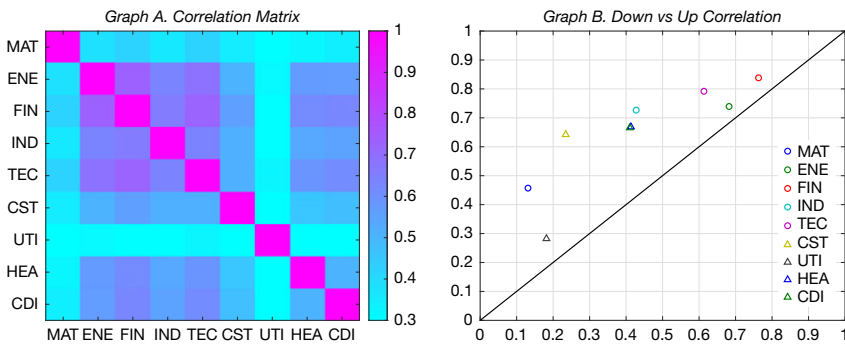 Graph A. Correlation Matrix
MAT
ENE
FIN
IND
TEC
CST
UTI
HEA
CDI
MAT ENE FIN IND TEC CST UTI HEA CDI
1
0.9
0.8
0.7
0.6
0.5
0.4
0.3
Graph B. Down vs Up Correlation
1
0.9
0.8
0.7
0.6
0.5
0.4
0.3
0.2
0.1
0
0 0.1 0.2 0.3 0.4 0.5 0.6 0.7 0.8 0.9 1
MAT
ENE
FIN
IND
TEC
CST
UTI
HEA
CDI